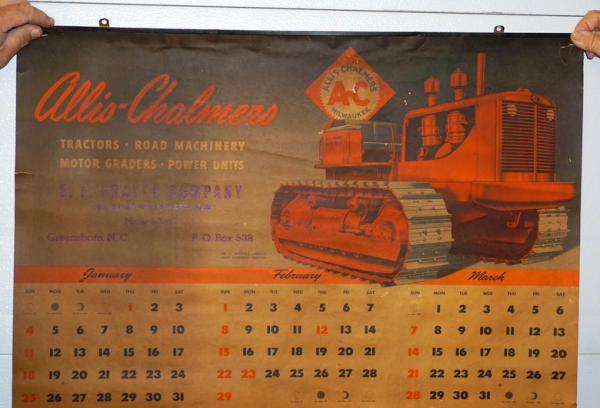 Allis-Chalmers
TRACTORS · ROAD MACHINERY
MOTOR GRADERS · POWER UNITS
E. F. CRAVEN COMPANY
Greensboro, N.C. P. O. Box 538
ALLIS-CHALMERS
A-C
MILWAUKEE
January February March
SUN MON TUE WED THU FRI SAT SUN MON TUE WED THU FRI SAT SUN MON TUE WED THU FRI SAT
1 2 3 1 2 3 4 5 6 7 1 2 3 4 5 6
4 5 6 7 8 9 10 8 9 10 11 12 13 14 7 8 9 10 11 12 13
11 12 13 14 15 16 17 15 16 17 18 19 20 21 14 15 16 17 18 19 20
18 19 20 21 22 23 24 22 23 24 25 26 27 28 21 22 23 24 25 26 27
25 26 27 28 29 30 31 29 28 29 30 31